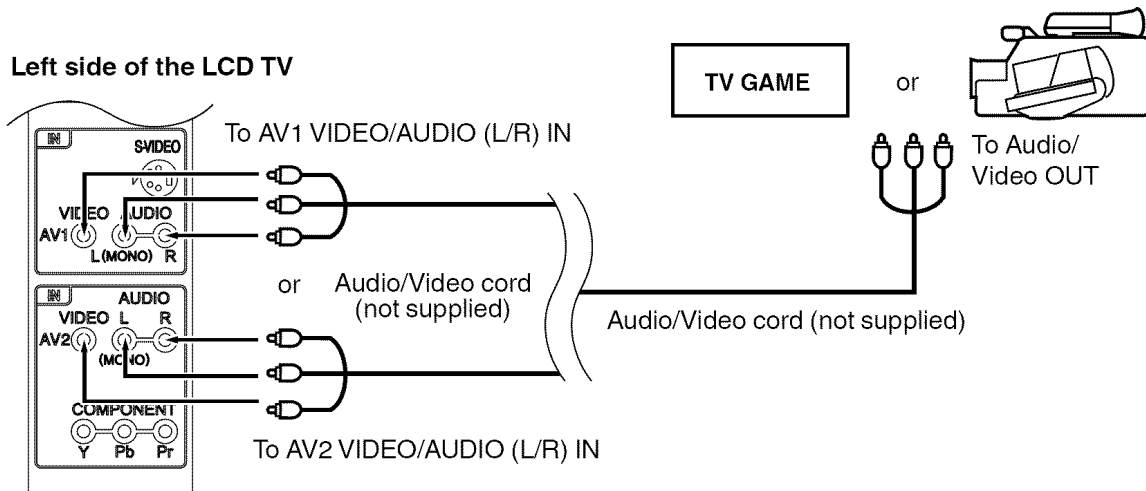 Left side of the LCD TV
TV GAME
or
To Audio/
Video OUT
To AV1 VIDEO/AUDIO (L/R) IN
IN
S-VIDEO
VIDEO AUDIO
AV1
L (MONO) R
or
Audio/Video cord
(not supplied)
Audio/Video cord (not supplied)
IN
AUDIO
VIDEO L R
AV2
(MONO)
COMPONENT
Y Pb Pr
To AV2 VIDEO/AUDIO (L/R) IN